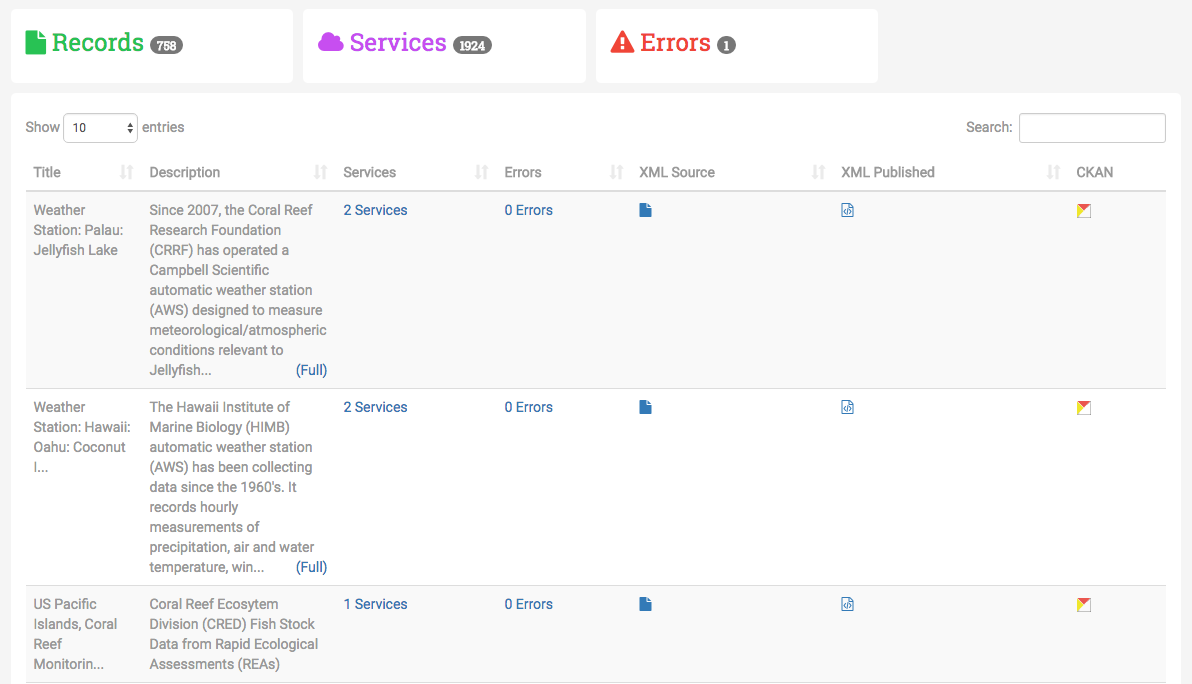 Records 758
Services 1924
Errors 1
Show 10 entries
Search:
Title Description Services Errors XML Source XML Published CKAN
Weather
Station: Palau:
Jellyfish Lake
Since 2007, the Coral Reef
Research Foundation
(CRRF) has operated a
Campbell Scientific
automatic weather station
(AWS) designed to measure
meteorological/atmospheric
conditions relevant to
Jellyfish... (Full)
2 Services
0 Errors
Weather
Station: Hawaii:
Oahu: Coconut
I...
The Hawaii Institute of
Marine Biology (HIMB)
automatic weather station
(AWS) has been collecting
data since the 1960's. It
records hourly
measurements of
precipitation, air and water
temperature, win... (Full)
2 Services
0 Errors
US Pacific
Islands, Coral
Reef
Monitorin...
Coral Reef Ecosytem
Division (CRED) Fish Stock
Data from Rapid Ecological
Assessments (REAs)
1 Services
0 Errors